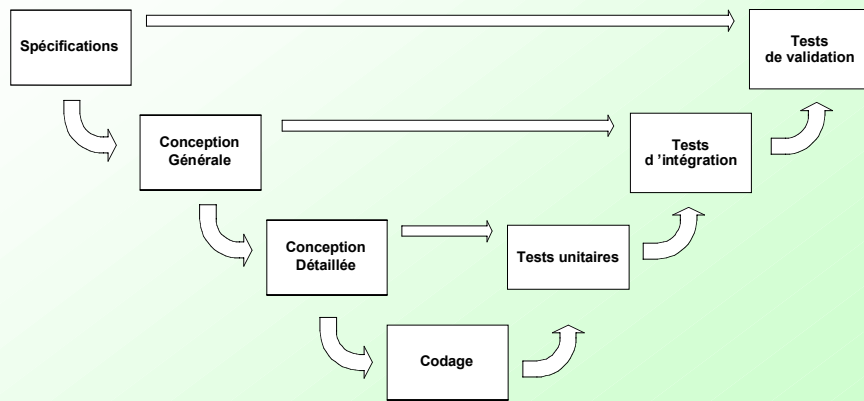 Spécifications
Tests
de validation
Conception
Générale
Tests
d 'intégration
Conception
Détaillée
Tests unitaires
Codage